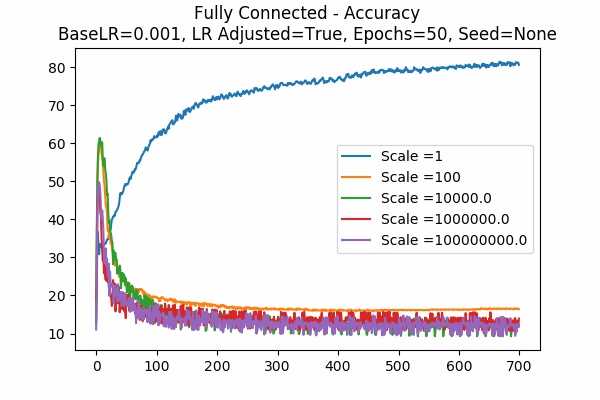 Fully Connected - Accuracy
BaseLR=0.001, LR Adjusted=True, Epochs=50, Seed=None
80
70
60
50
40
30
20
10
Scale =1
Scale =100
Scale =10000.0
Scale =1000000.0
Scale =100000000.0
0 100 200 300 400 500 600 700